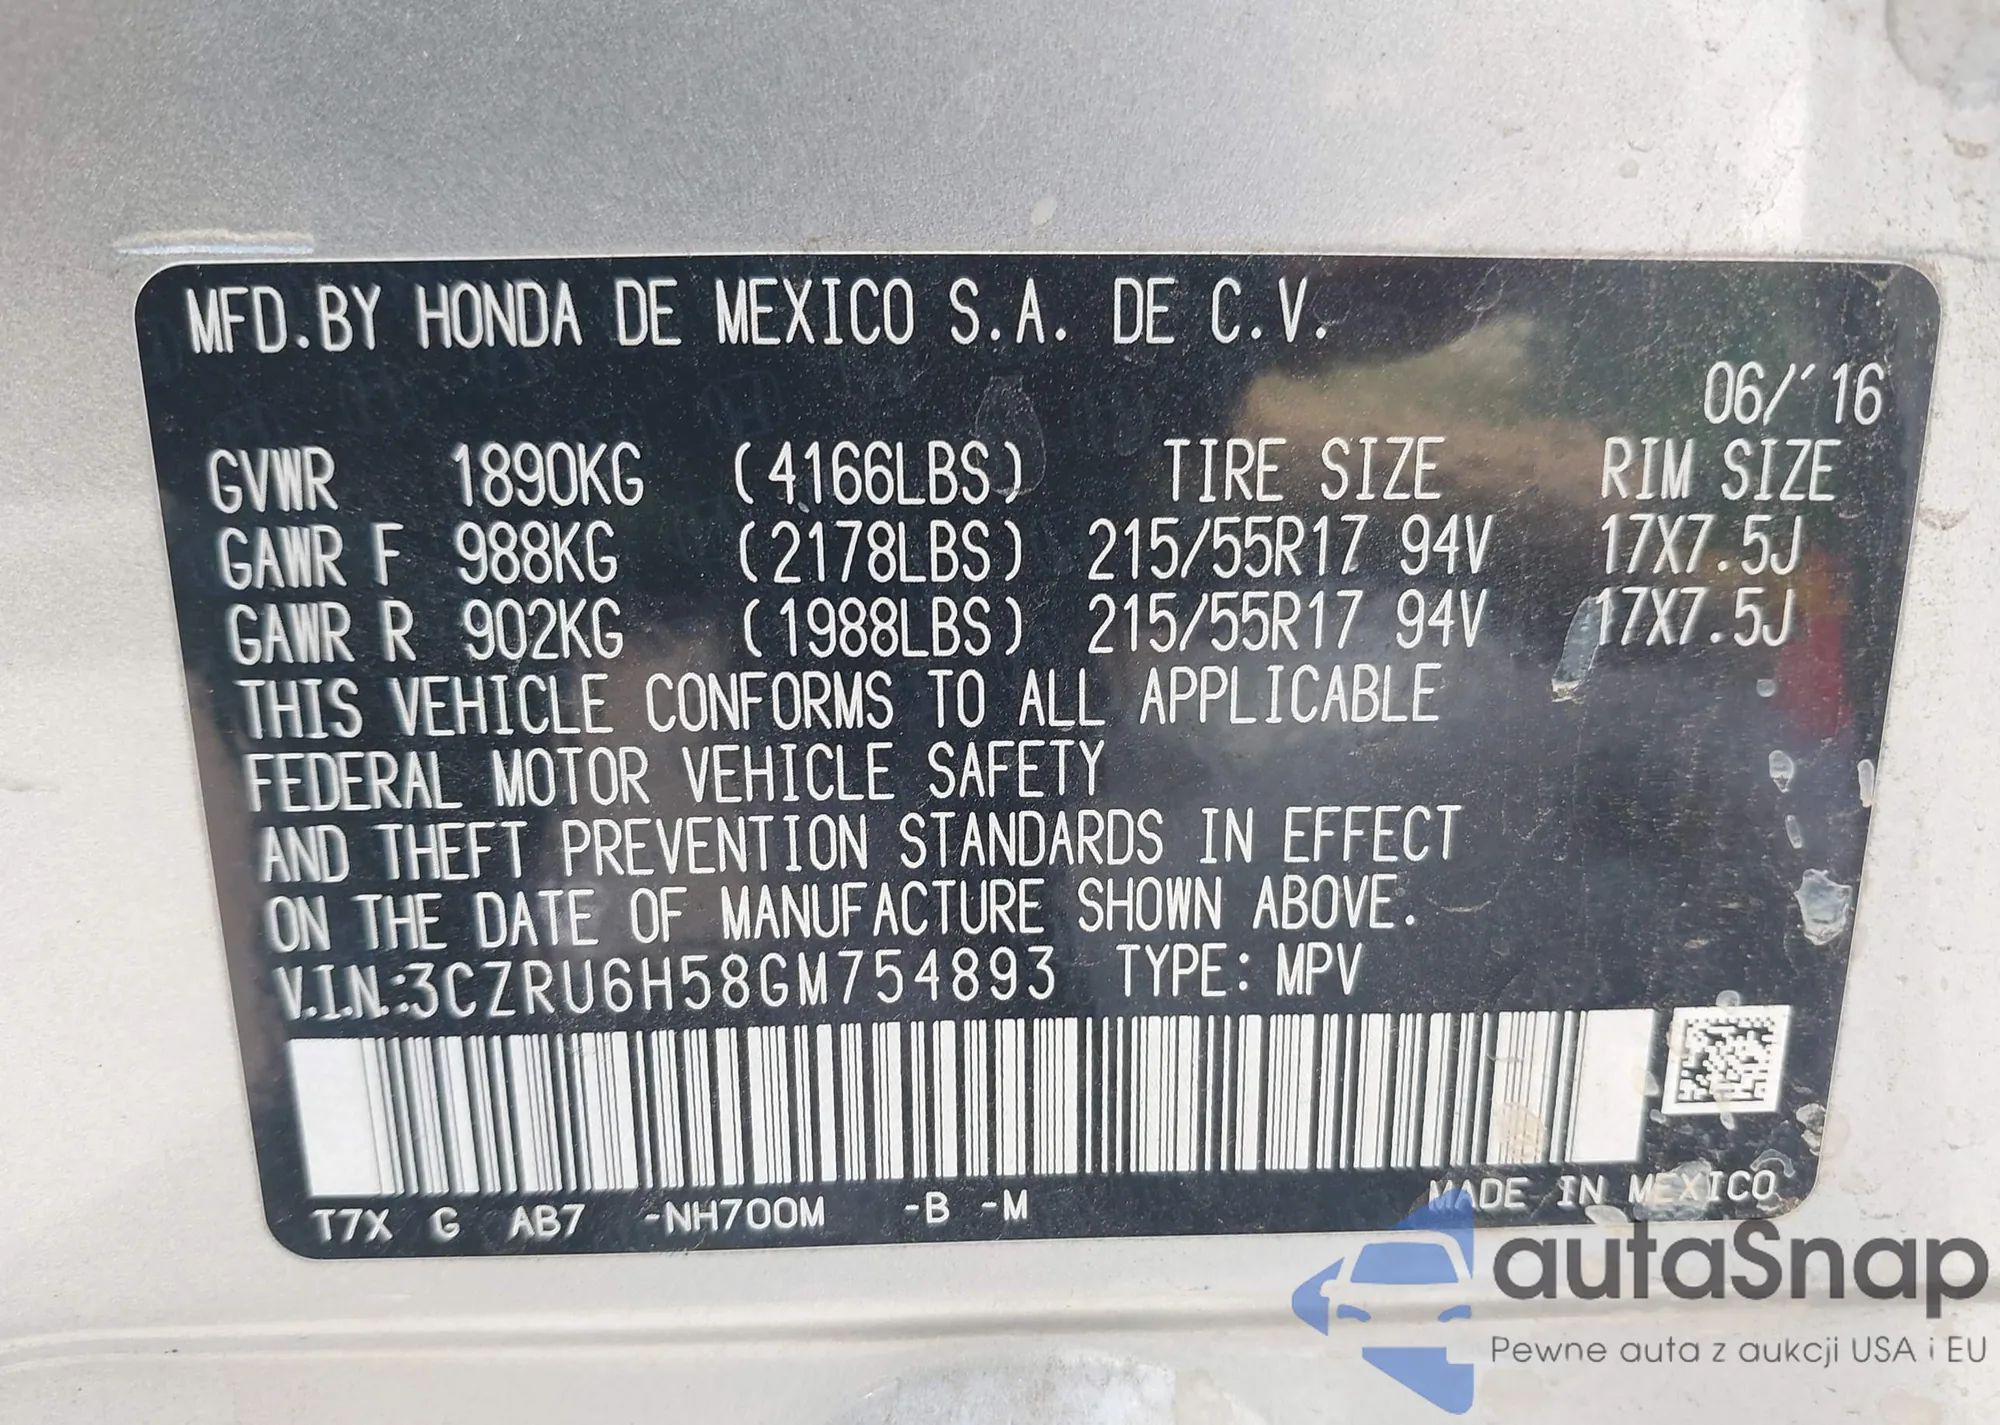 MFD.BY HONDA DE MEXICO S.A. DE C.V.
06/'16
GVWR 1890KG (4166LBS) TIRE SIZE RIM SIZE
GAWR F 988KG (2178LBS) 215/55R17 94V 17X7.5J
GAWR R 902KG (1988LBS) 215/55R17 94V 17X7.5J
THIS VEHICLE CONFORMS TO ALL APPLICABLE
FEDERAL MOTOR VEHICLE SAFETY
AND THEFT PREVENTION STANDARDS IN EFFECT
ON THE DATE OF MANUFACTURE SHOWN ABOVE.
V.I.N.:3CZRU6H58GM754893 TYPE: MPV
MADE IN MEXICO
T7X G AB7 -NH700M -B -M
autaSnap
Pewne auta z aukcji USA i EU